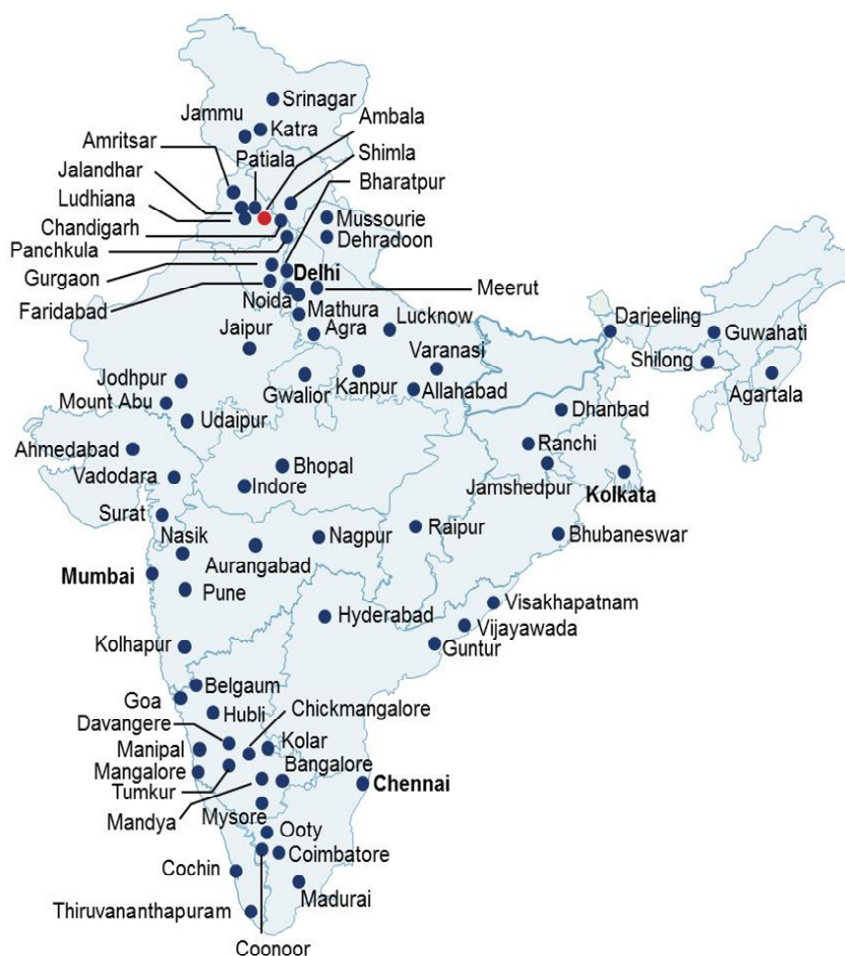 Srinagar
Jammu
Katra
Ambala
Amritsar
Patiala
Shimla
Jalandhar
Bharatpur
Ludhiana
Chandigarh
Mussourie
Panchkula
Dehradoon
Gurgaon
Delhi
Faridabad
Noida
Meerut
Mathura
Jaipur
Agra
Lucknow
Darjeeling
Guwahati
Varanasi
Shilong
Jodhpur
Gwalior
Kanpur
Allahabad
Agartala
Mount Abu
Udaipur
Dhanbad
Ahmedabad
Ranchi
Vadodara
Bhopal
Indore
Jamshedpur
Kolkata
Surat
Nasik
Nagpur
Raipur
Bhubaneswar
Aurangabad
Mumbai
Pune
Visakhapatnam
Hyderabad
Vijayawada
Kolhapur
Guntur
Belgaum
Goa
Hubli
Chickmangalore
Davangere
Manipal
Kolar
Mangalore
Bangalore
Chennai
Tumkur
Mandya
Mysore
Ooty
Coimbatore
Cochin
Madurai
Thiruvananthapuram
Coonoor